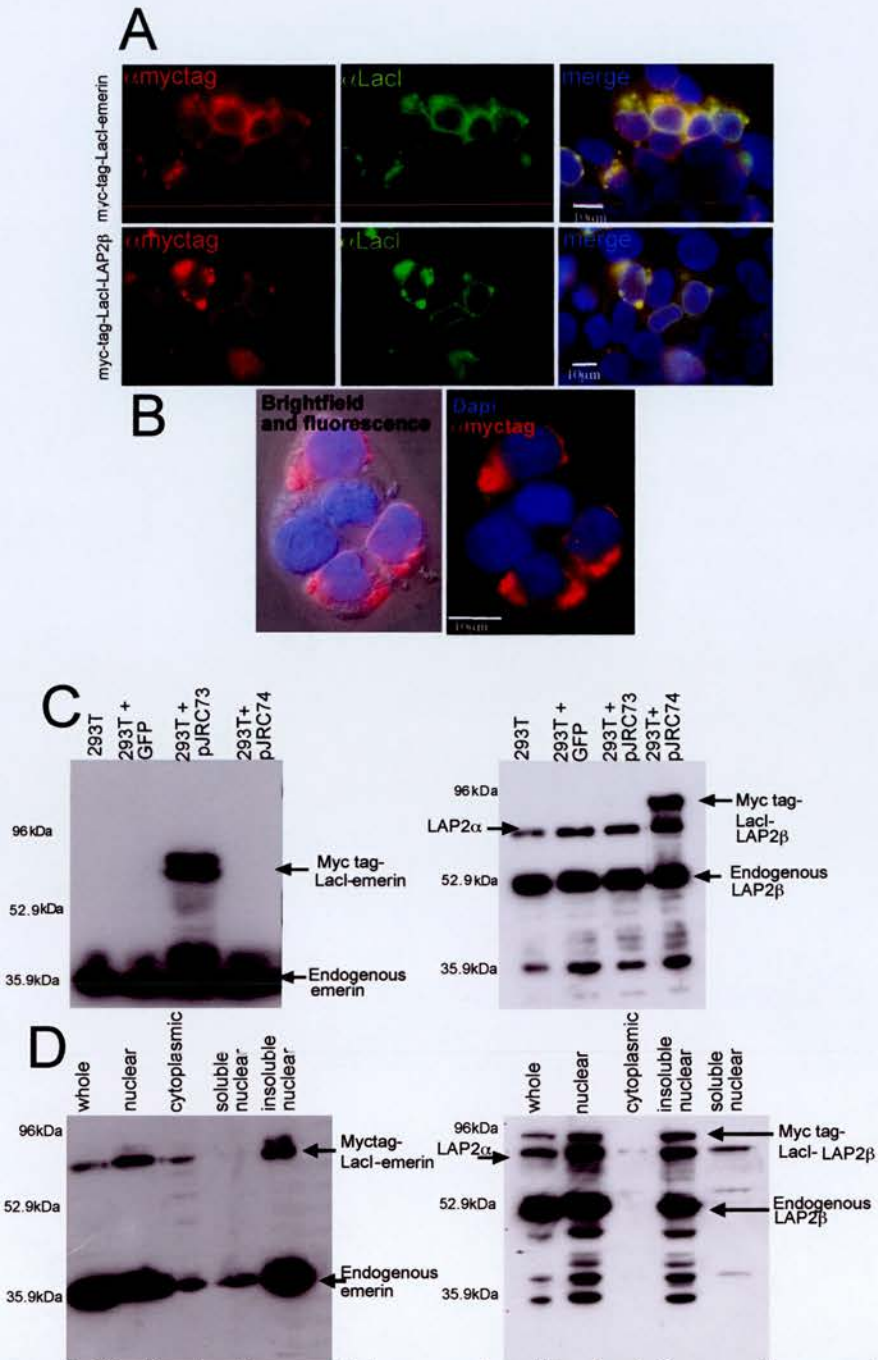 A
myc-tag-LacI-emerin
αmyctag
αLacI
merge
10µm
myc-tag-LacI-LAP2β
αmyctag
αLacI
merge
10µm
B
Brightfield
and fluorescence
Dapi
αmyctag
10µm
C
293T
293T +
GFP
293T +
pJRC73
293T+
pJRC74
96kDa
52.9kDa
35.9kDa
Myc tag-
LacI-emerin
Endogenous
emerin
293T
293T +
GFP
293T +
pJRC73
293T+
pJRC74
96kDa
LAP2α
52.9kDa
35.9kDa
Myc tag-
LacI-
LAP2β
Endogenous
LAP2β
D
whole
nuclear
cytoplasmic
soluble
nuclear
insoluble
nuclear
96kDa
52.9kDa
35.9kDa
Myctag-
LacI-emerin
Endogenous
emerin
whole
nuclear
cytoplasmic
insoluble
nuclear
soluble
nuclear
96kDa
LAP2α
52.9kDa
35.9kDa
Myc tag-
LacI-LAP2β
Endogenous
LAP2β